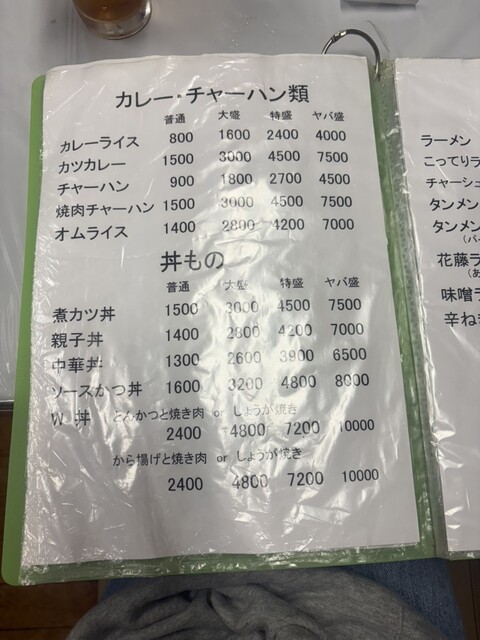 カレー・チャーハン類
普通 大盛 特盛 ヤバ盛
カレーライス 800 1600 2400 4000
カツカレー 1500 3000 4500 7500
チャーハン 900 1800 2700 4500
焼肉チャーハン 1500 3000 4500 7500
オムライス 1400 2800 4200 7000
丼もの
普通 大盛 特盛 ヤバ盛
煮カツ丼 1500 3000 4500 7500
親子丼 1400 2800 4200 7000
中華丼 1300 2600 3900 6500
ソースかつ丼 1600 3200 4800 8000
W 丼 とんかつと焼き肉 or しょうが焼き
2400 4800 7200 10000
から揚げと焼き肉 or しょうが焼き
2400 4800 7200 10000
ラーメン
こってりラ
チャーシュ
タンメン
タンメン
(バ
花藤ラ
(あ
味噌ラ
辛ねぎ